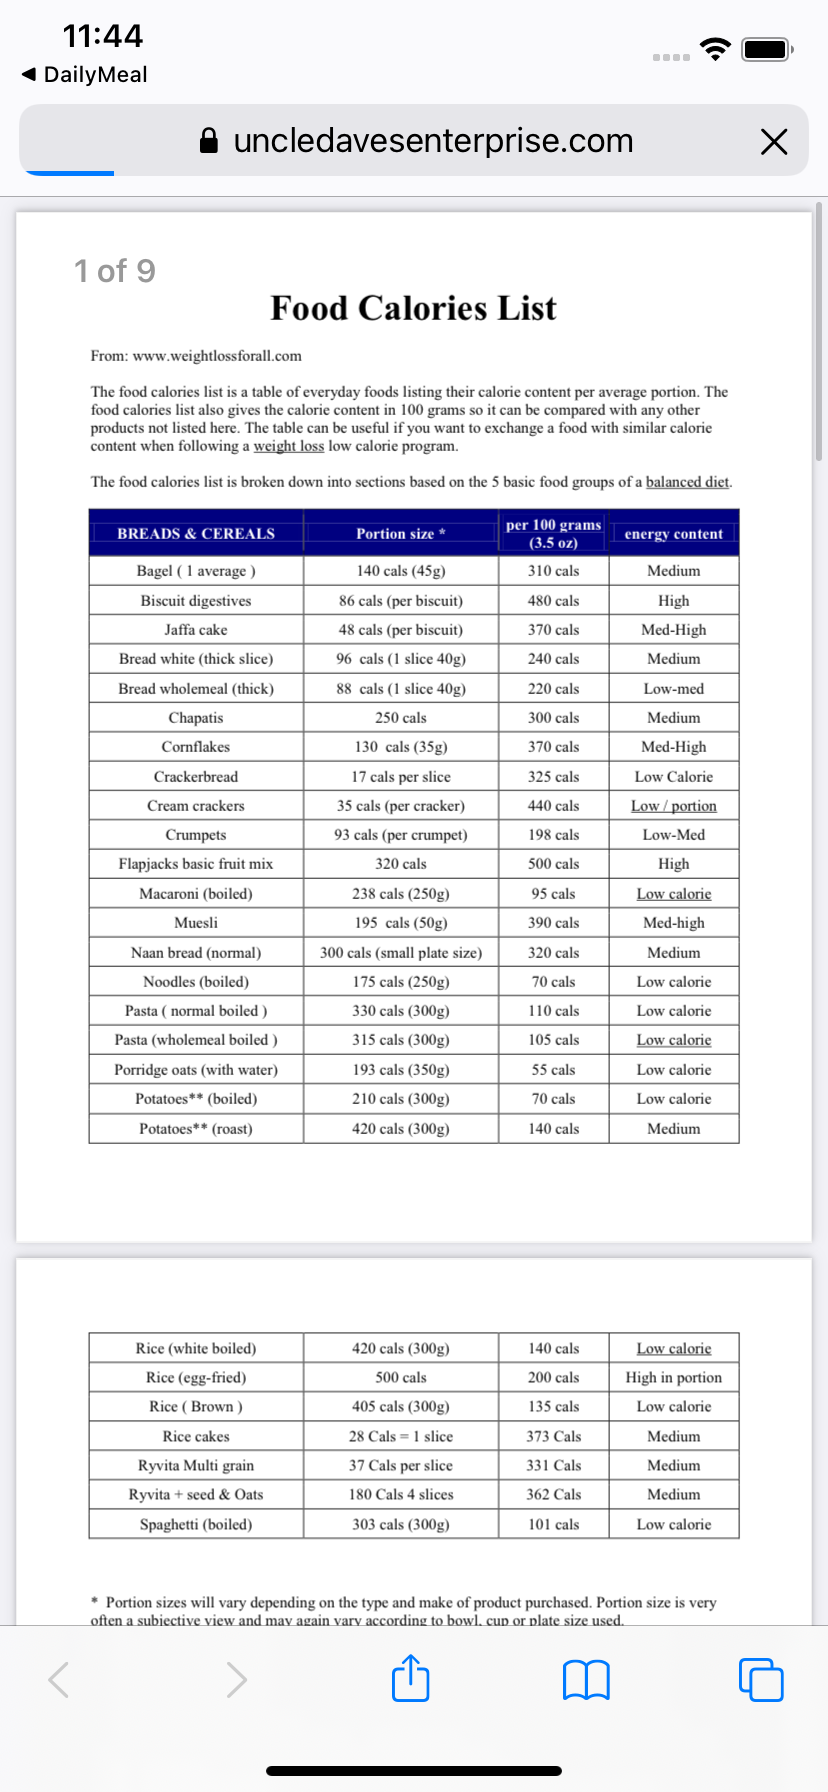 11:44
◀ DailyMeal
uncledavesenterprise.com
1 of 9
Food Calories List
From: www.weightlossforall.com
The food calories list is a table of everyday foods listing their calorie content per average portion. The
food calories list also gives the calorie content in 100 grams so it can be compared with any other
products not listed here. The table can be useful if you want to exchange a food with similar calorie
content when following a weight loss low calorie program.
The food calories list is broken down into sections based on the 5 basic food groups of a balanced diet.
BREADS & CEREALS Portion size * per 100 grams (3.5 oz) energy content
Bagel ( 1 average ) 140 cals (45g) 310 cals Medium
Biscuit digestives 86 cals (per biscuit) 480 cals High
Jaffa cake 48 cals (per biscuit) 370 cals Med-High
Bread white (thick slice) 96 cals (1 slice 40g) 240 cals Medium
Bread wholemeal (thick) 88 cals (1 slice 40g) 220 cals Low-med
Chapatis 250 cals 300 cals Medium
Cornflakes 130 cals (35g) 370 cals Med-High
Crackerbread 17 cals per slice 325 cals Low Calorie
Cream crackers 35 cals (per cracker) 440 cals Low / portion
Crumpets 93 cals (per crumpet) 198 cals Low-Med
Flapjacks basic fruit mix 320 cals 500 cals High
Macaroni (boiled) 238 cals (250g) 95 cals Low calorie
Muesli 195 cals (50g) 390 cals Med-high
Naan bread (normal) 300 cals (small plate size) 320 cals Medium
Noodles (boiled) 175 cals (250g) 70 cals Low calorie
Pasta ( normal boiled ) 330 cals (300g) 110 cals Low calorie
Pasta (wholemeal boiled ) 315 cals (300g) 105 cals Low calorie
Porridge oats (with water) 193 cals (350g) 55 cals Low calorie
Potatoes** (boiled) 210 cals (300g) 70 cals Low calorie
Potatoes** (roast) 420 cals (300g) 140 cals Medium
Rice (white boiled) 420 cals (300g) 140 cals Low calorie
Rice (egg-fried) 500 cals 200 cals High in portion
Rice ( Brown ) 405 cals (300g) 135 cals Low calorie
Rice cakes 28 Cals = 1 slice 373 Cals Medium
Ryvita Multi grain 37 Cals per slice 331 Cals Medium
Ryvita + seed & Oats 180 Cals 4 slices 362 Cals Medium
Spaghetti (boiled) 303 cals (300g) 101 cals Low calorie
* Portion sizes will vary depending on the type and make of product purchased. Portion size is very
often a subjective view and may again vary according to bowl, cup or plate size used.